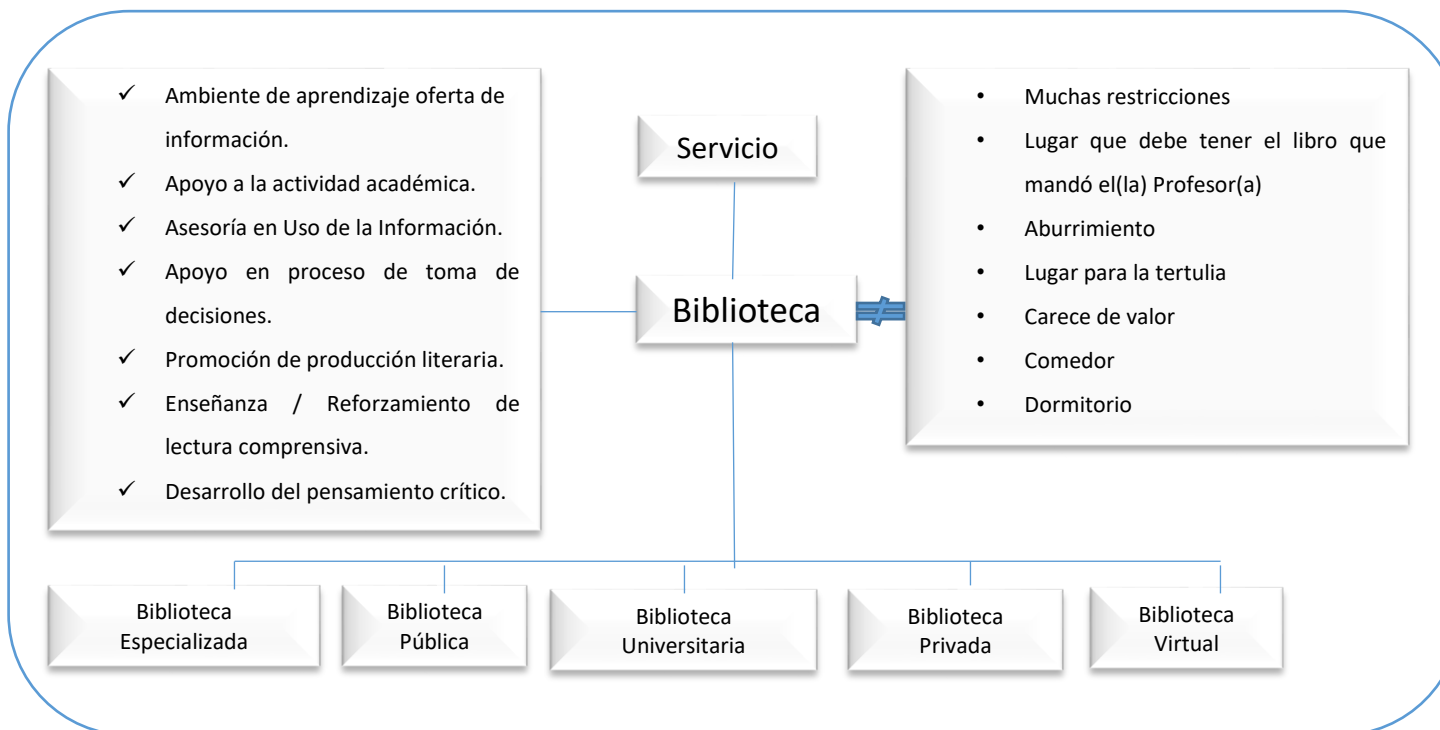 ✓ Ambiente de aprendizaje oferta de
información.
✓ Apoyo a la actividad académica.
✓ Asesoría en Uso de la Información.
✓ Apoyo en proceso de toma de
decisiones.
✓ Promoción de producción literaria.
✓ Enseñanza / Reforzamiento de
lectura comprensiva.
✓ Desarrollo del pensamiento crítico.
Servicio
Biblioteca
≠
• Muchas restricciones
• Lugar que debe tener el libro que
mandó el(la) Profesor(a)
• Aburrimiento
• Lugar para la tertulia
• Carece de valor
• Comedor
• Dormitorio
Biblioteca
Especializada
Biblioteca
Pública
Biblioteca
Universitaria
Biblioteca
Privada
Biblioteca
Virtual